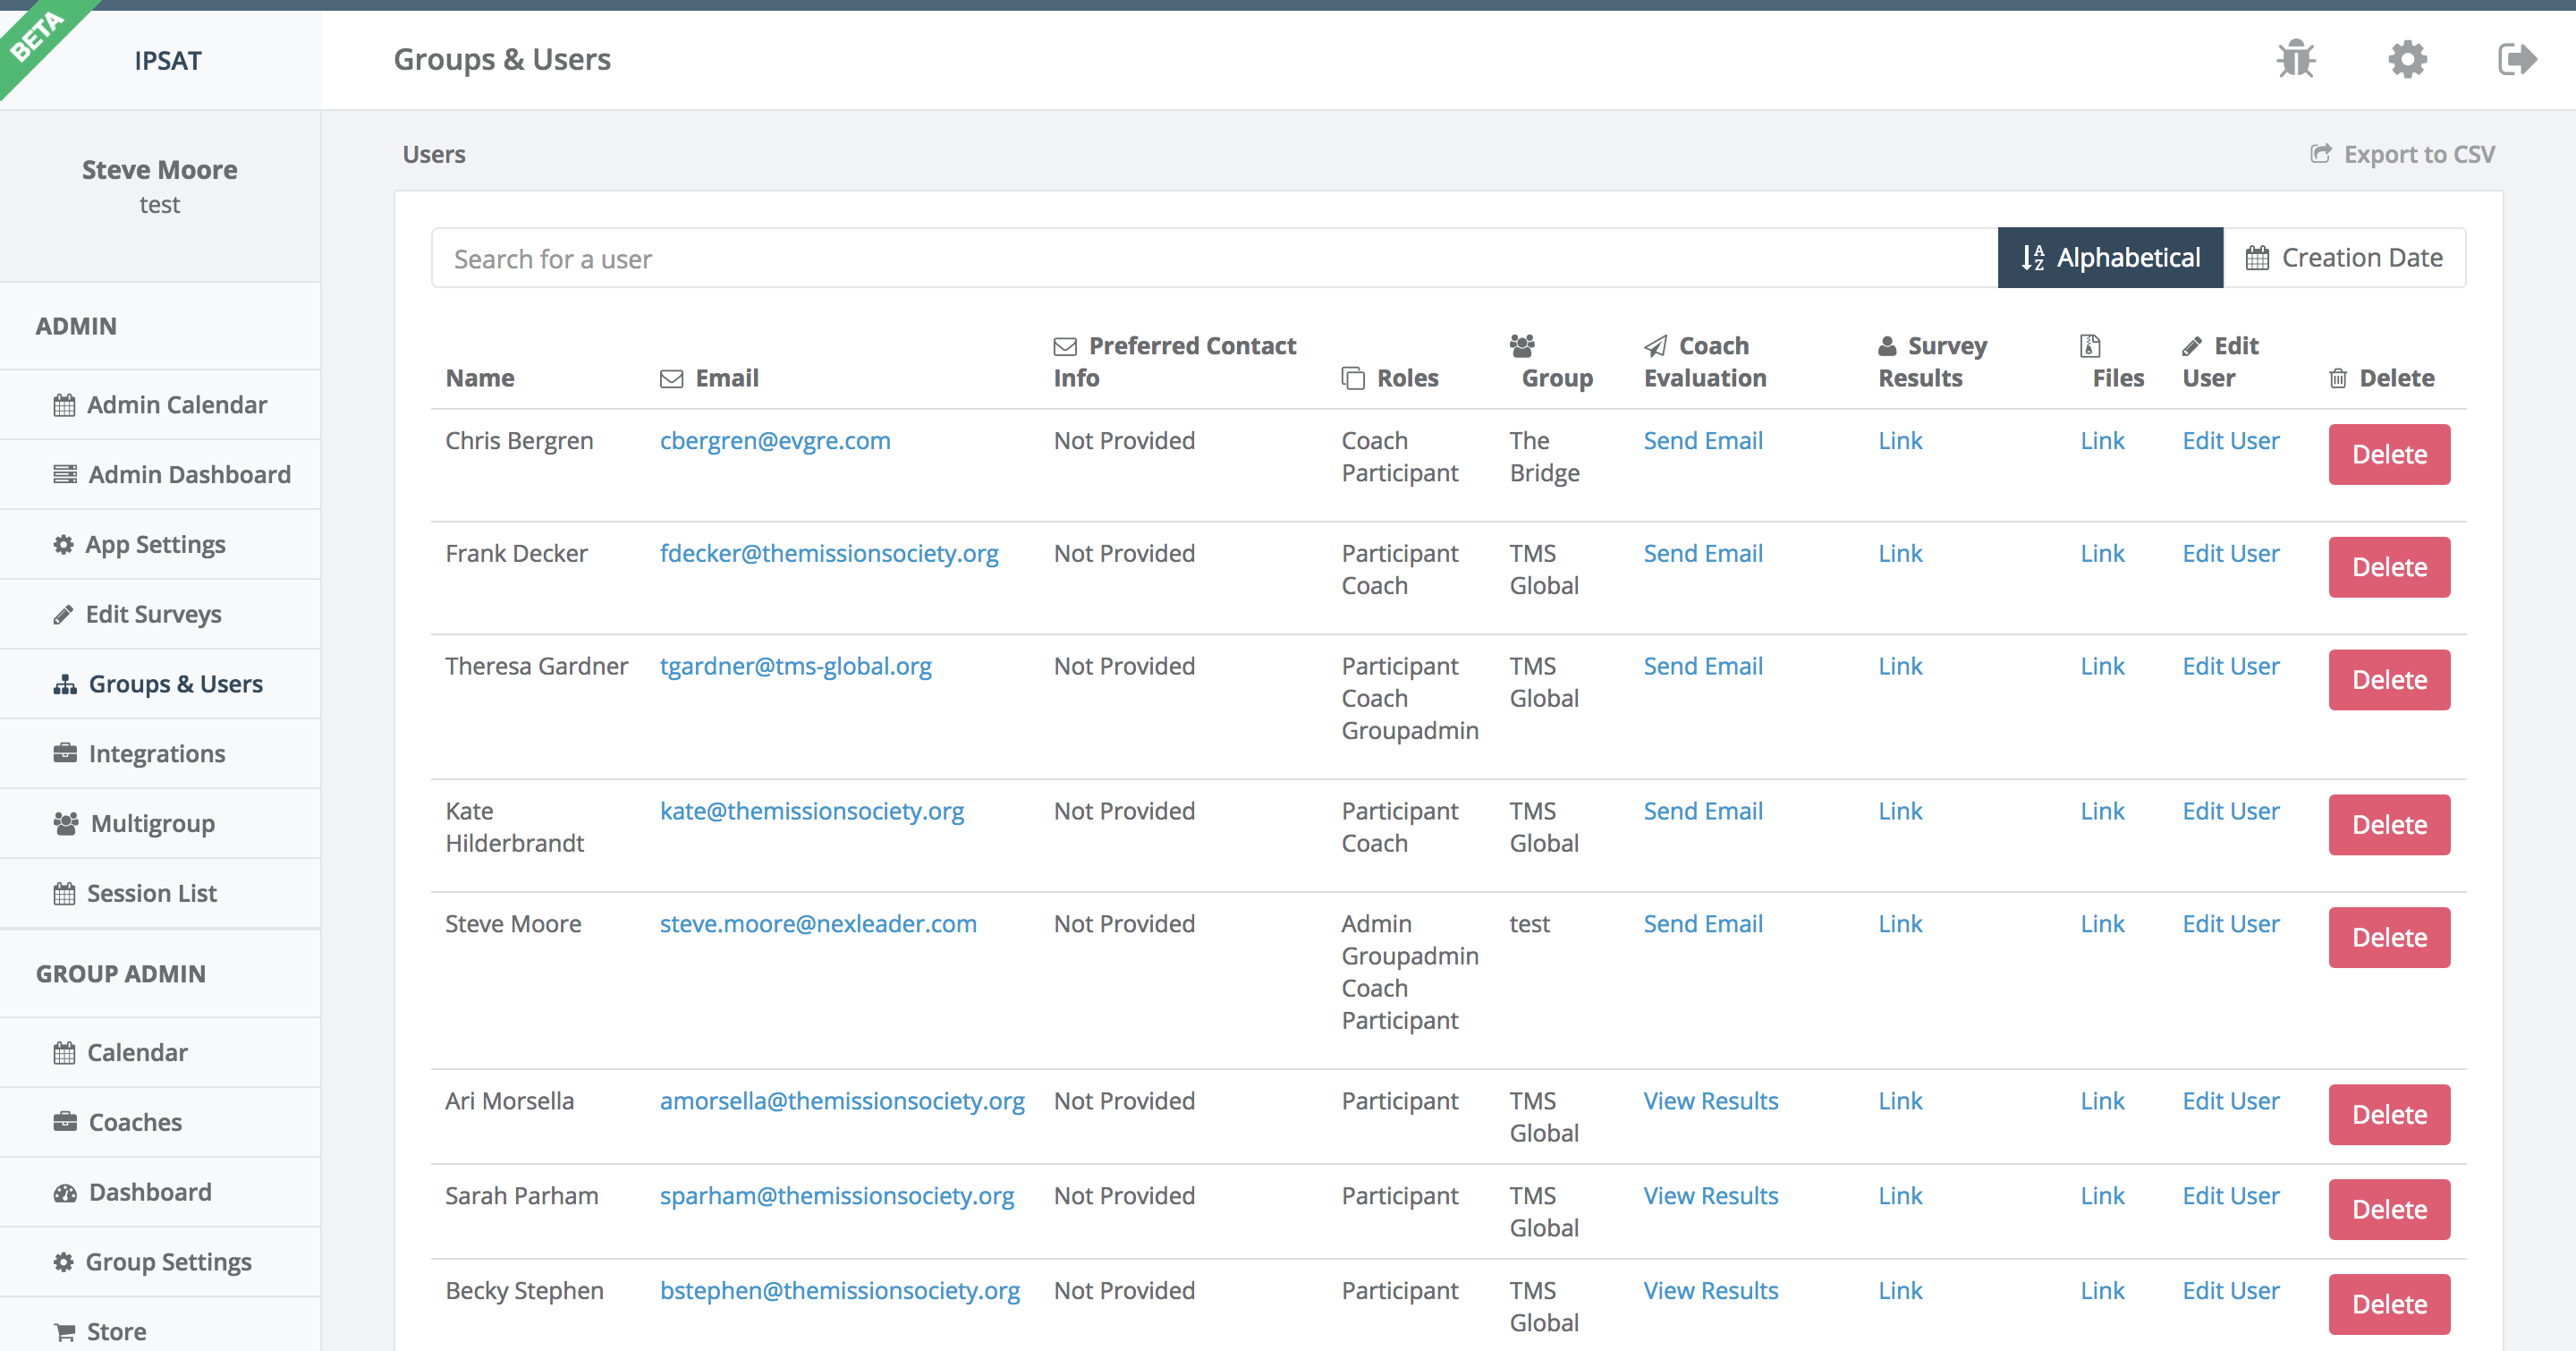 BETA
IPSAT
Groups & Users
Steve Moore
test
ADMIN
Admin Calendar
Admin Dashboard
App Settings
Edit Surveys
Groups & Users
Integrations
Multigroup
Session List
GROUP ADMIN
Calendar
Coaches
Dashboard
Group Settings
Store
Users
Export to CSV
Search for a user
Alphabetical
Creation Date
Name Email Preferred Contact Info Roles Group Coach Evaluation Survey Results Files Edit User Delete
Chris Bergren cbergren@evgre.com Not Provided Coach The Send Email Link Link Edit User Delete
Participant Bridge
Frank Decker fdecker@themissionsociety.org Not Provided Participant TMS Send Email Link Link Edit User Delete
Coach Global
Theresa Gardner tgardner@tms-global.org Not Provided Participant TMS Send Email Link Link Edit User Delete
Coach Global
Groupadmin
Kate kate@themissionsociety.org Not Provided Participant TMS Send Email Link Link Edit User Delete
Hilderbrandt Coach Global
Steve Moore steve.moore@nexleader.com Not Provided Admin test Send Email Link Link Edit User Delete
Groupadmin
Coach
Participant
Ari Morsella amorsella@themissionsociety.org Not Provided Participant TMS View Results Link Link Edit User Delete
Global
Sarah Parham sparham@themissionsociety.org Not Provided Participant TMS View Results Link Link Edit User Delete
Global
Becky Stephen bstephen@themissionsociety.org Not Provided Participant TMS View Results Link Link Edit User Delete
Global